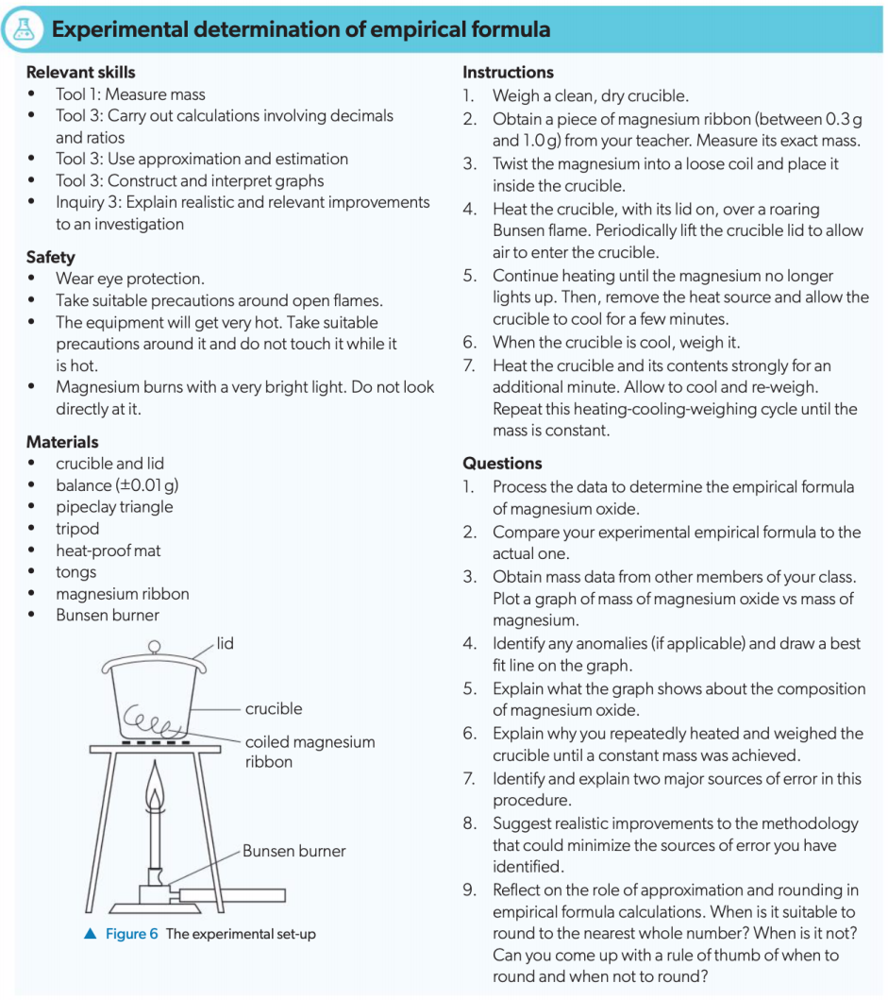 Experimental determination of empirical formula
Relevant skills
• Tool 1: Measure mass
• Tool 3: Carry out calculations involving decimals
and ratios
• Tool 3: Use approximation and estimation
• Tool 3: Construct and interpret graphs
• Inquiry 3: Explain realistic and relevant improvements
to an investigation
Safety
• Wear eye protection.
• Take suitable precautions around open flames.
• The equipment will get very hot. Take suitable
precautions around it and do not touch it while it
is hot.
• Magnesium burns with a very bright light. Do not look
directly at it.
Materials
• crucible and lid
• balance (±0.01 g)
• pipeclay triangle
• tripod
• heat-proof mat
• tongs
• magnesium ribbon
• Bunsen burner
lid
crucible
coiled magnesium
ribbon
Bunsen burner
▲ Figure 6 The experimental set-up
Instructions
1. Weigh a clean, dry crucible.
2. Obtain a piece of magnesium ribbon (between 0.3 g
and 1.0 g) from your teacher. Measure its exact mass.
3. Twist the magnesium into a loose coil and place it
inside the crucible.
4. Heat the crucible, with its lid on, over a roaring
Bunsen flame. Periodically lift the crucible lid to allow
air to enter the crucible.
5. Continue heating until the magnesium no longer
lights up. Then, remove the heat source and allow the
crucible to cool for a few minutes.
6. When the crucible is cool, weigh it.
7. Heat the crucible and its contents strongly for an
additional minute. Allow to cool and re-weigh.
Repeat this heating-cooling-weighing cycle until the
mass is constant.
Questions
1. Process the data to determine the empirical formula
of magnesium oxide.
2. Compare your experimental empirical formula to the
actual one.
3. Obtain mass data from other members of your class.
Plot a graph of mass of magnesium oxide vs mass of
magnesium.
4. Identify any anomalies (if applicable) and draw a best
fit line on the graph.
5. Explain what the graph shows about the composition
of magnesium oxide.
6. Explain why you repeatedly heated and weighed the
crucible until a constant mass was achieved.
7. Identify and explain two major sources of error in this
procedure.
8. Suggest realistic improvements to the methodology
that could minimize the sources of error you have
identified.
9. Reflect on the role of approximation and rounding in
empirical formula calculations. When is it suitable to
round to the nearest whole number? When is it not?
Can you come up with a rule of thumb of when to
round and when not to round?